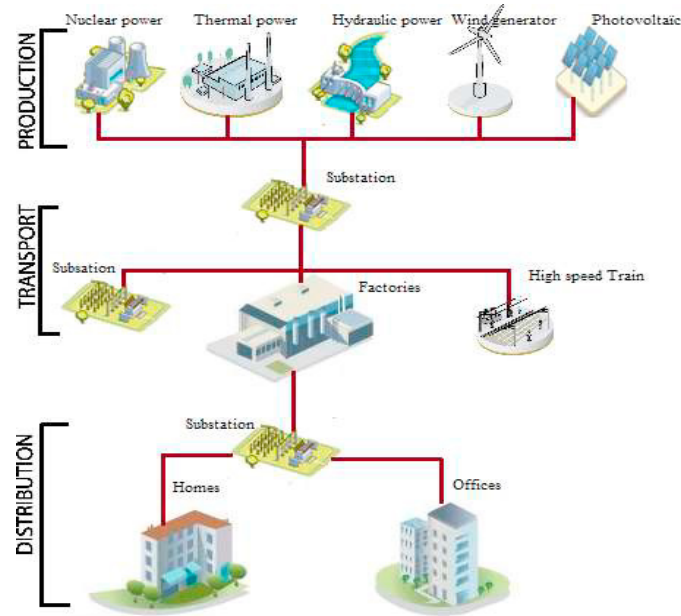 Nuclear power
Thermal power
Hydraulic power
Wind generator
Photovoltaïc
PRODUCTION
Substation
TRANSPORT
Subsation
Factories
High speed Train
DISTRIBUTION
Substation
Homes
Offices